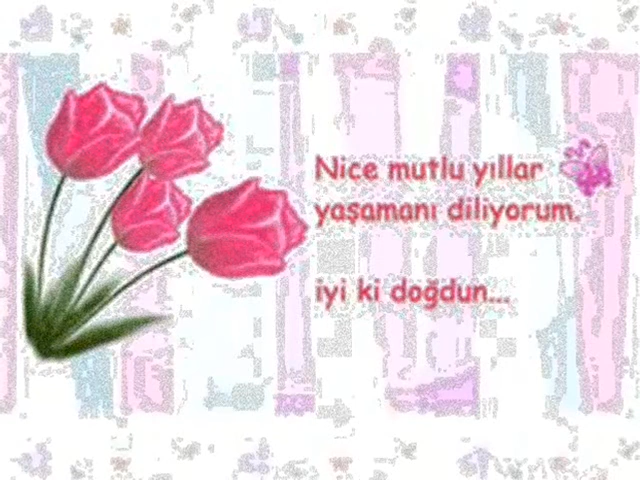 Nice mutlu yıllar
yaşamanı diliyorum.
iyi ki doğdun...